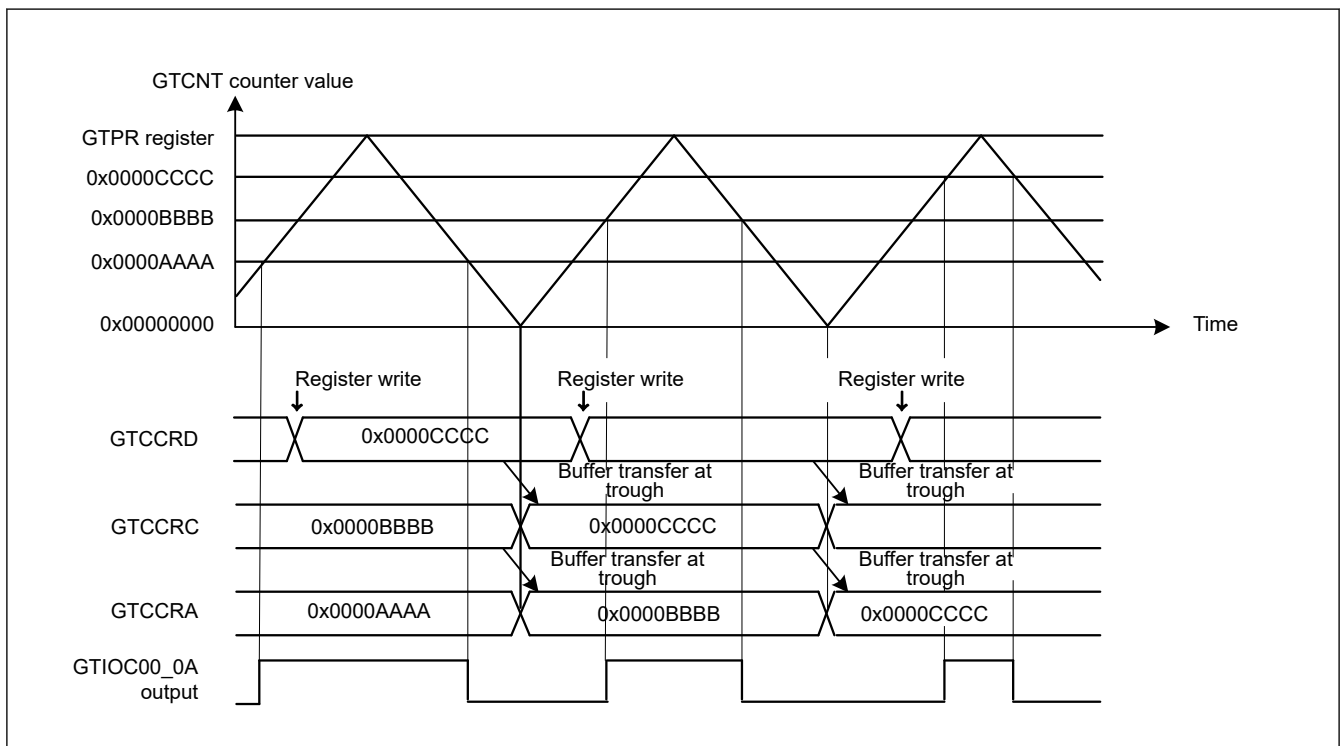 GTCNT counter value
GTPR register
0x0000CCCC
0x0000BBBB
0x0000AAAA
0x00000000
Time
Register write
Register write
Register write
GTCCRD
0x0000CCCC
Buffer transfer at
trough
Buffer transfer at
trough
GTCCRC
0x0000BBBB
0x0000CCCC
Buffer transfer at
trough
Buffer transfer at
trough
GTCCRA
0x0000AAAA
0x0000BBBB
0x0000CCCC
GTIOC00_0A
output